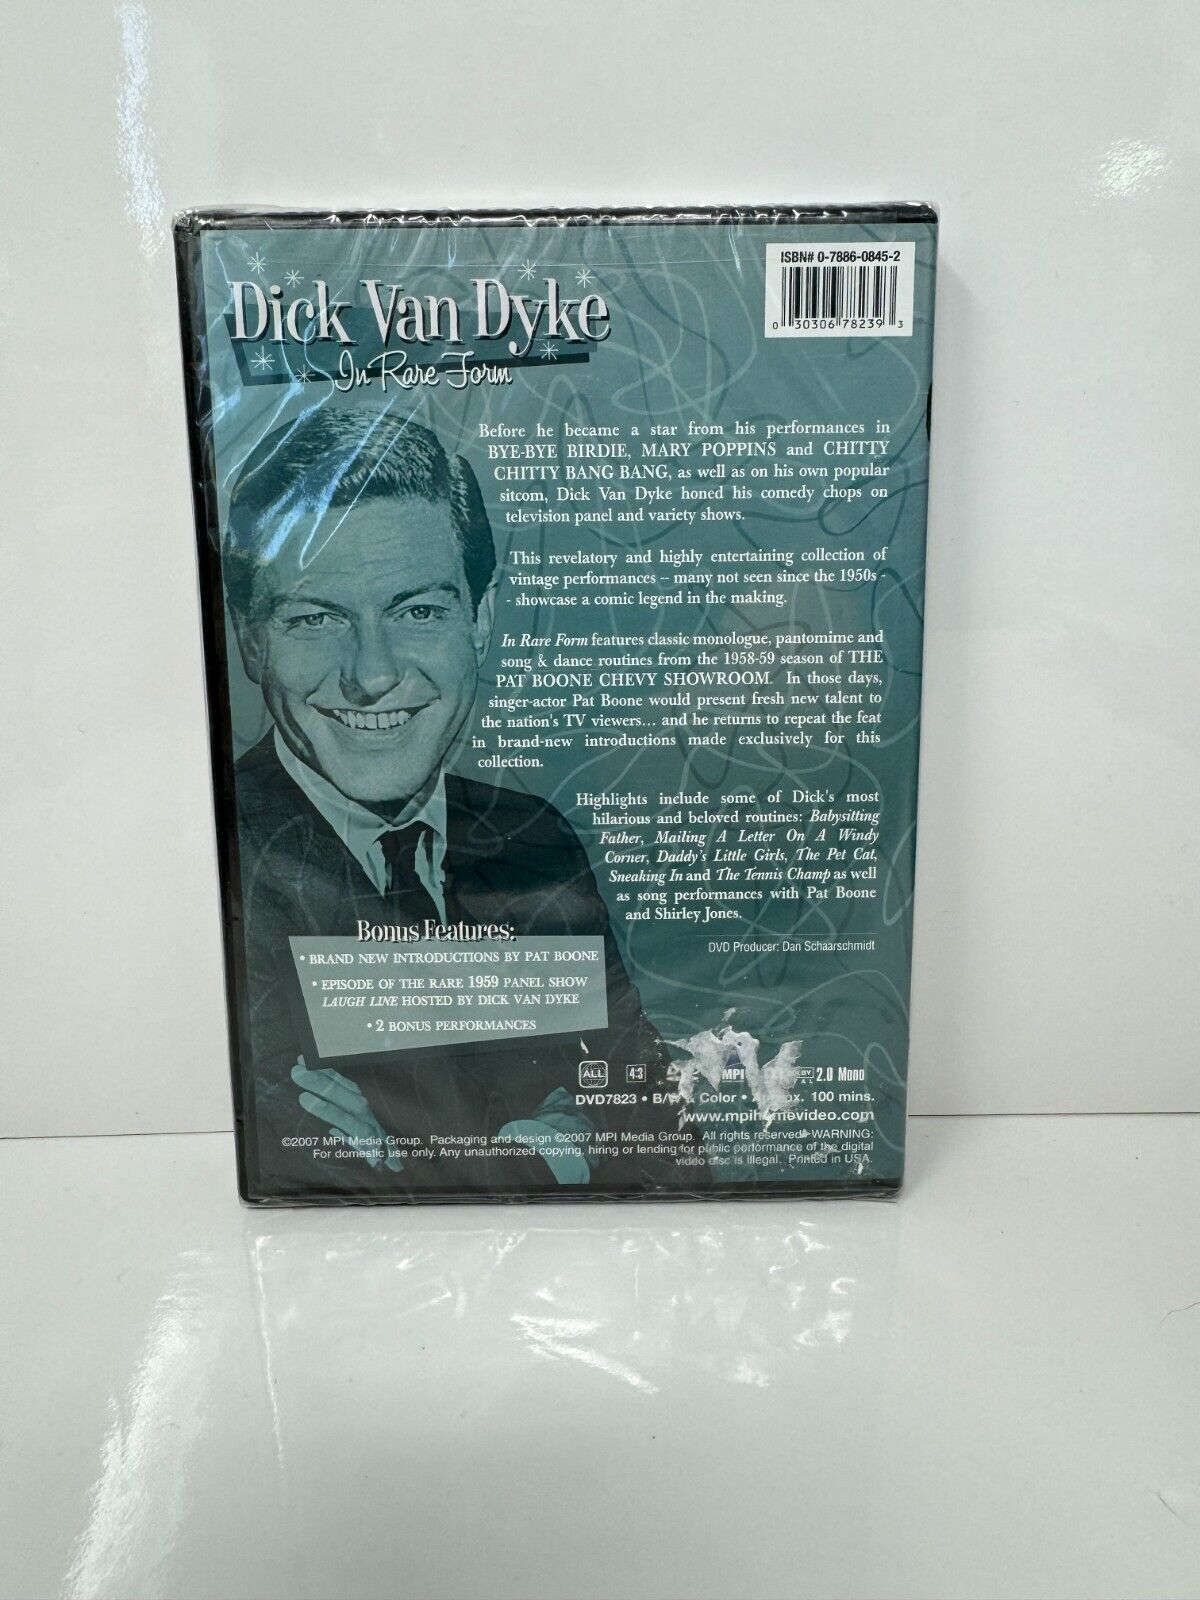 ISBN# 0-7886-0845-2
0 30306 78239 3
Dick Van Dyke
In Rare Form
Before he became a star from his performances in
BYE-BYE BIRDIE, MARY POPPINS and CHITTY
CHITTY BANG BANG, as well as on his own popular
sitcom, Dick Van Dyke honed his comedy chops on
television panel and variety shows.
This revelatory and highly entertaining collection of
vintage performances -- many not seen since the 1950s -
- showcase a comic legend in the making.
In Rare Form features classic monologue, pantomime and
song & dance routines from the 1958-59 season of THE
PAT BOONE CHEVY SHOWROOM. In those days,
singer-actor Pat Boone would present fresh new talent to
the nation's TV viewers... and he returns to repeat the feat
in brand-new introductions made exclusively for this
collection.
Highlights include some of Dick's most
hilarious and beloved routines: Babysitting
Father, Mailing A Letter On A Windy
Corner, Daddy's Little Girls, The Pet Cat,
Sneaking In and The Tennis Champ as well
as song performances with Pat Boone
and Shirley Jones.
DVD Producer: Dan Schaarschmidt
Bonus Features:
• BRAND NEW INTRODUCTIONS BY PAT BOONE
• EPISODE OF THE RARE 1959 PANEL SHOW
LAUGH LINE HOSTED BY DICK VAN DYKE
• 2 BONUS PERFORMANCES
ALL 4:3 MPI 2.0 Mono
DVD7823 • B/W & Color • Approx. 100 mins.
www.mpihomevideo.com
©2007 MPI Media Group. Packaging and design ©2007 MPI Media Group. All rights reserved. WARNING:
For domestic use only. Any unauthorized copying, hiring or lending for public performance of the digital
video disc is illegal. Printed in USA.